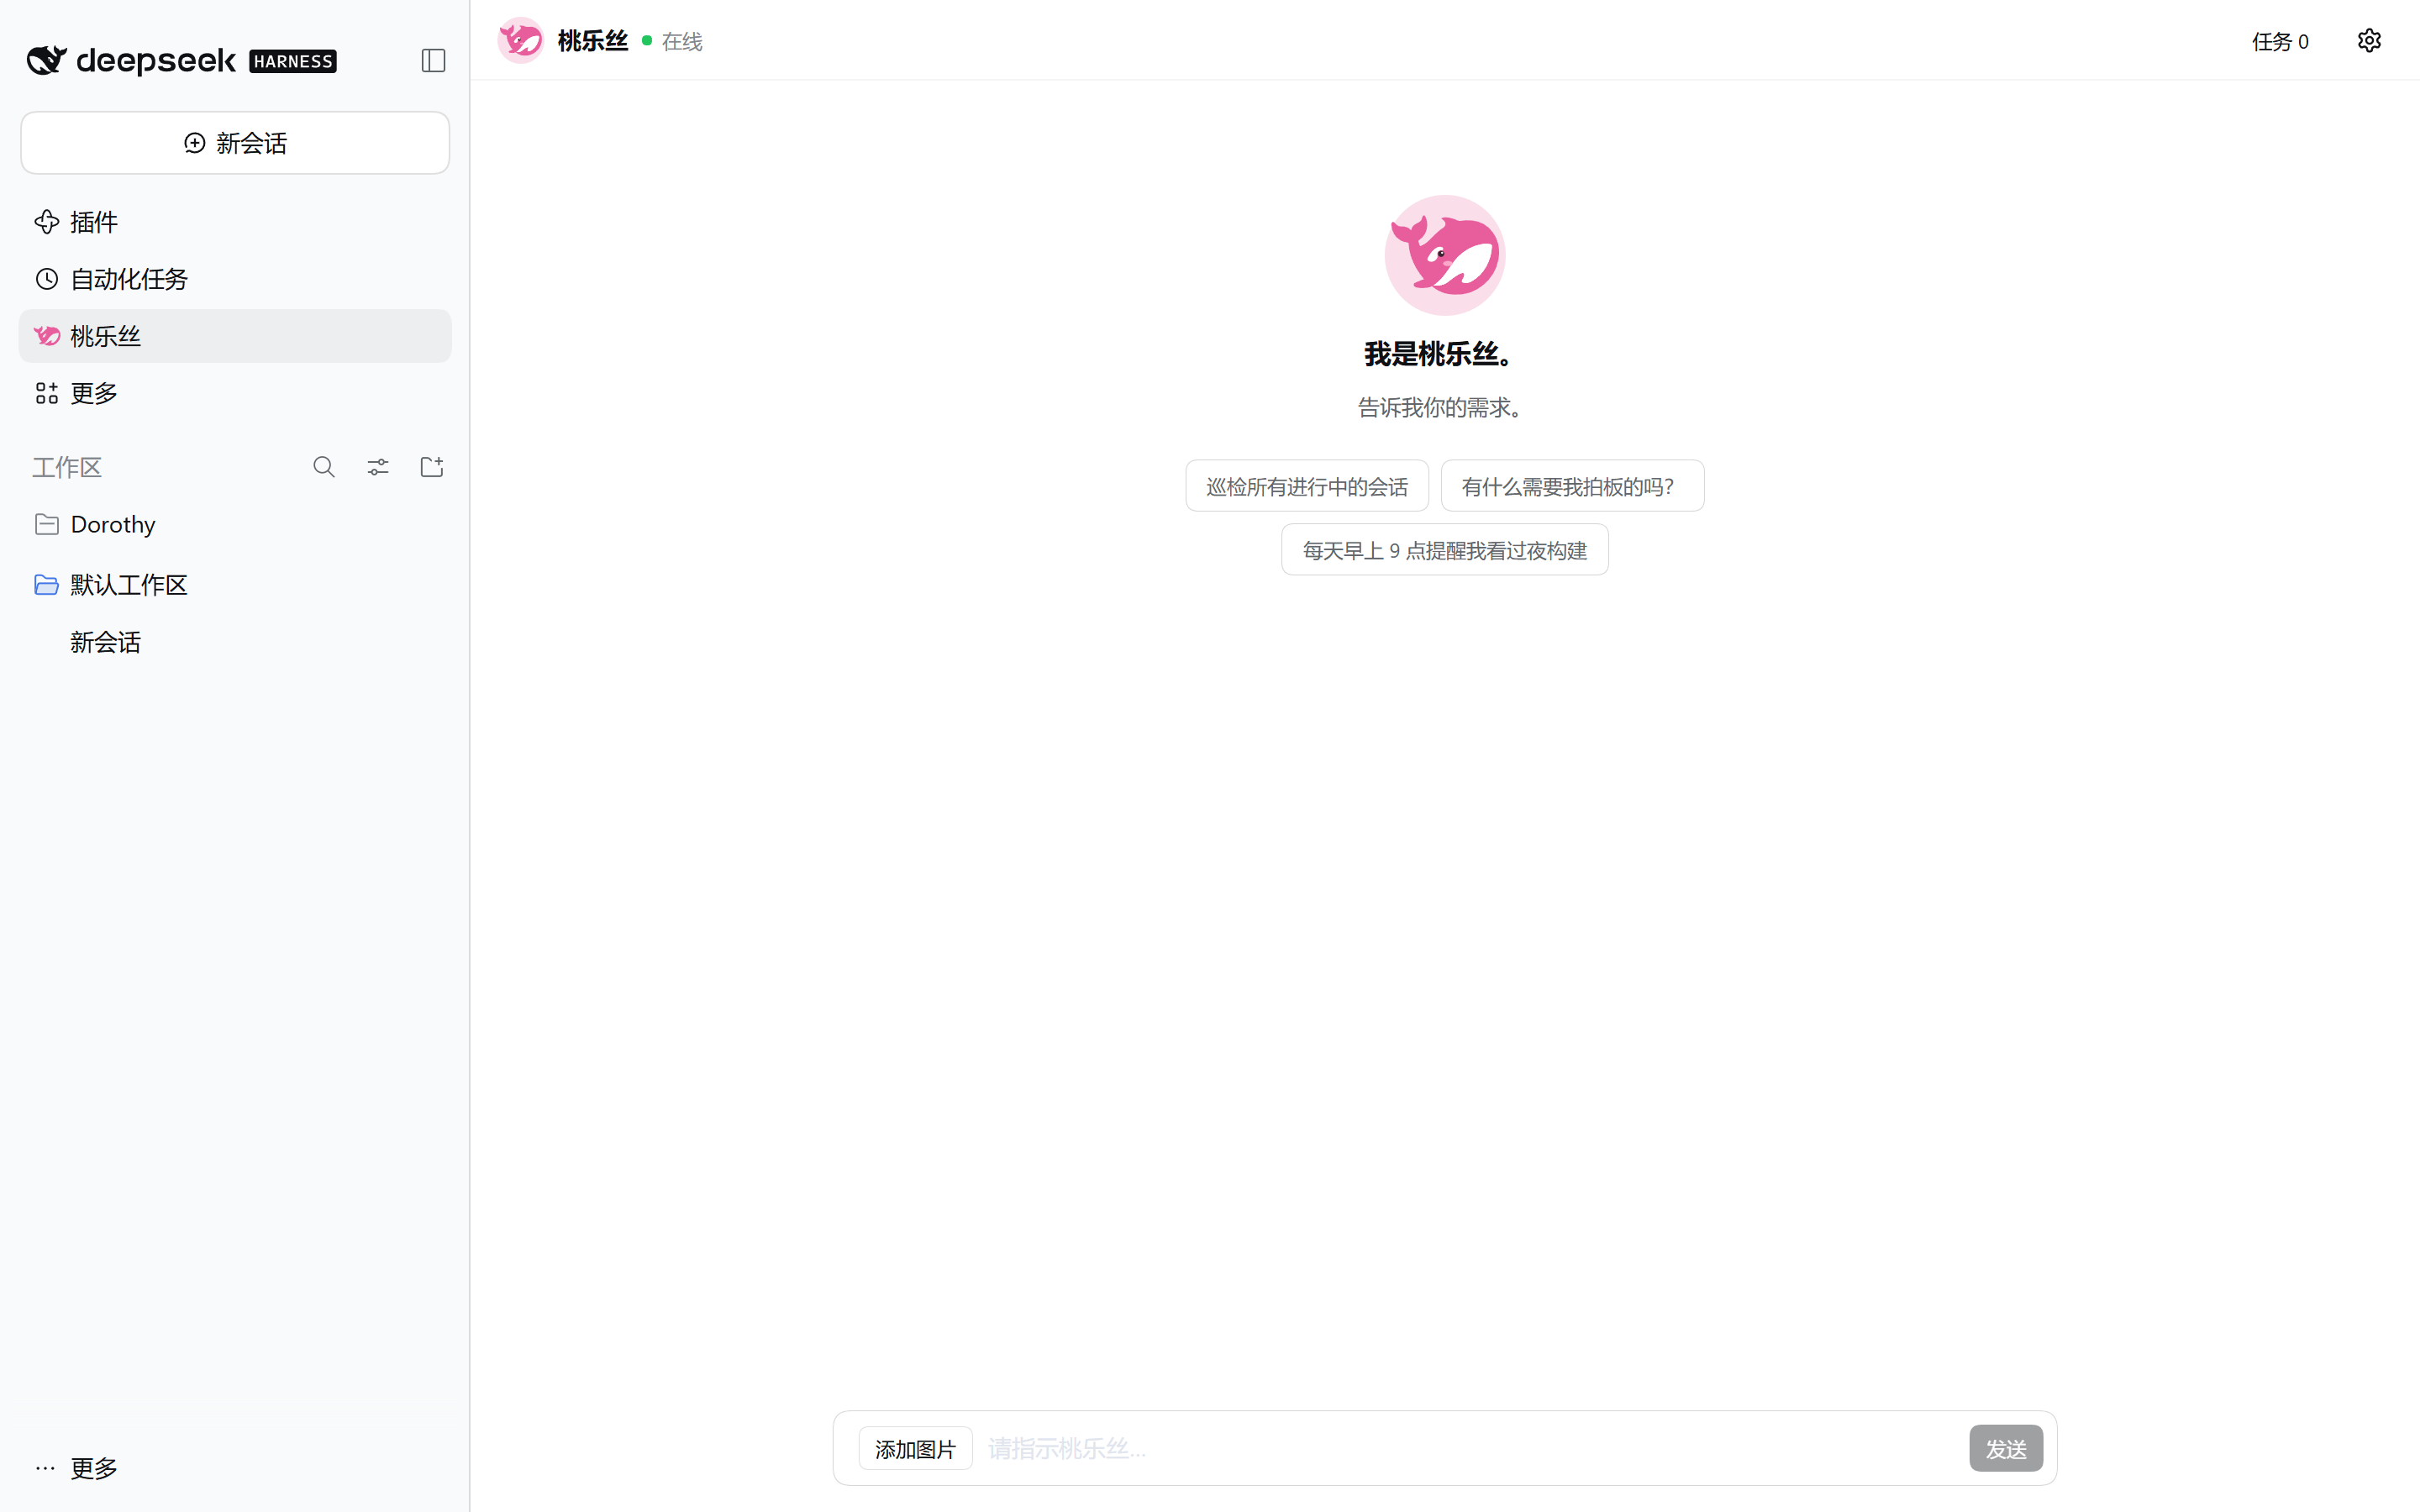 deepseek HARNESS
新会话
插件
自动化任务
桃乐丝
更多
工作区
Dorothy
默认工作区
新会话
更多
桃乐丝 在线
任务 0
我是桃乐丝。
告诉我你的需求。
巡检所有进行中的会话
有什么需要我拍板的吗?
每天早上 9 点提醒我看过夜构建
添加图片 请指示桃乐丝... 发送